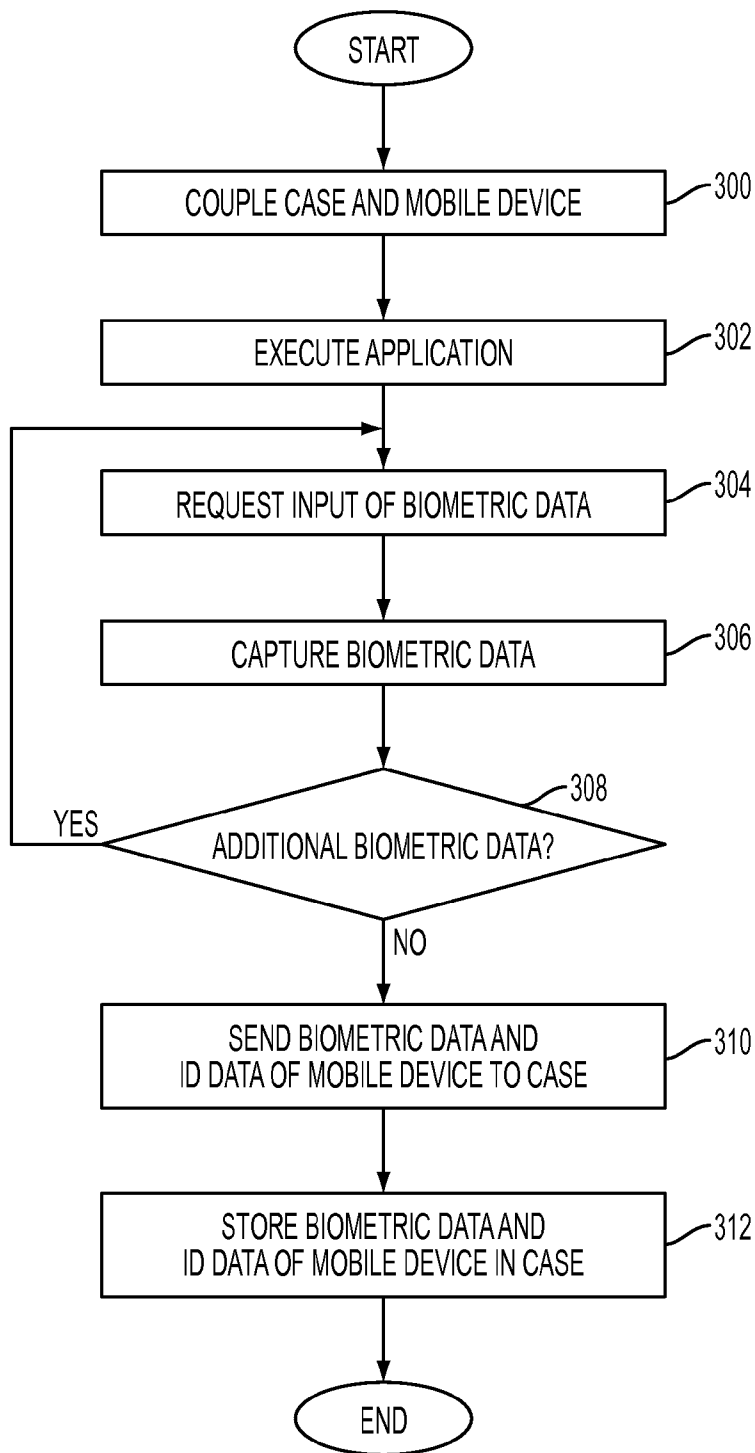 START
COUPLE CASE AND MOBILE DEVICE
300
EXECUTE APPLICATION
302
REQUEST INPUT OF BIOMETRIC DATA
304
CAPTURE BIOMETRIC DATA
306
308
YES
ADDITIONAL BIOMETRIC DATA?
NO
SEND BIOMETRIC DATA AND
ID DATA OF MOBILE DEVICE TO CASE
310
STORE BIOMETRIC DATA AND
ID DATA OF MOBILE DEVICE IN CASE
312
END